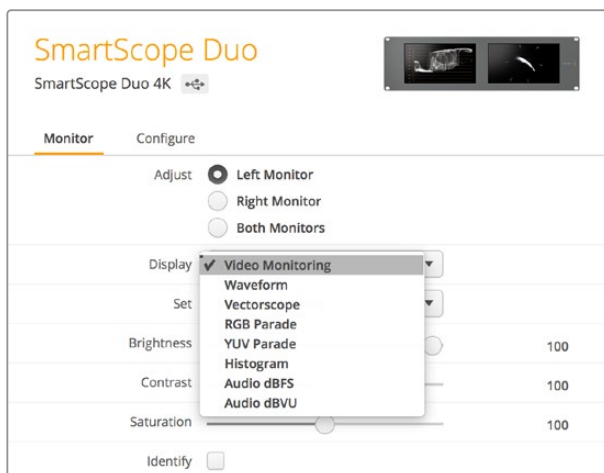 SmartScope Duo
SmartScope Duo 4K
Monitor Configure
Adjust Left Monitor
Right Monitor
Both Monitors
Display ✓ Video Monitoring
Waveform
Set Vectorscope
RGB Parade
Brightness YUV Parade 100
Histogram
Contrast Audio dBFS 100
Audio dBVU
Saturation 100
Identify